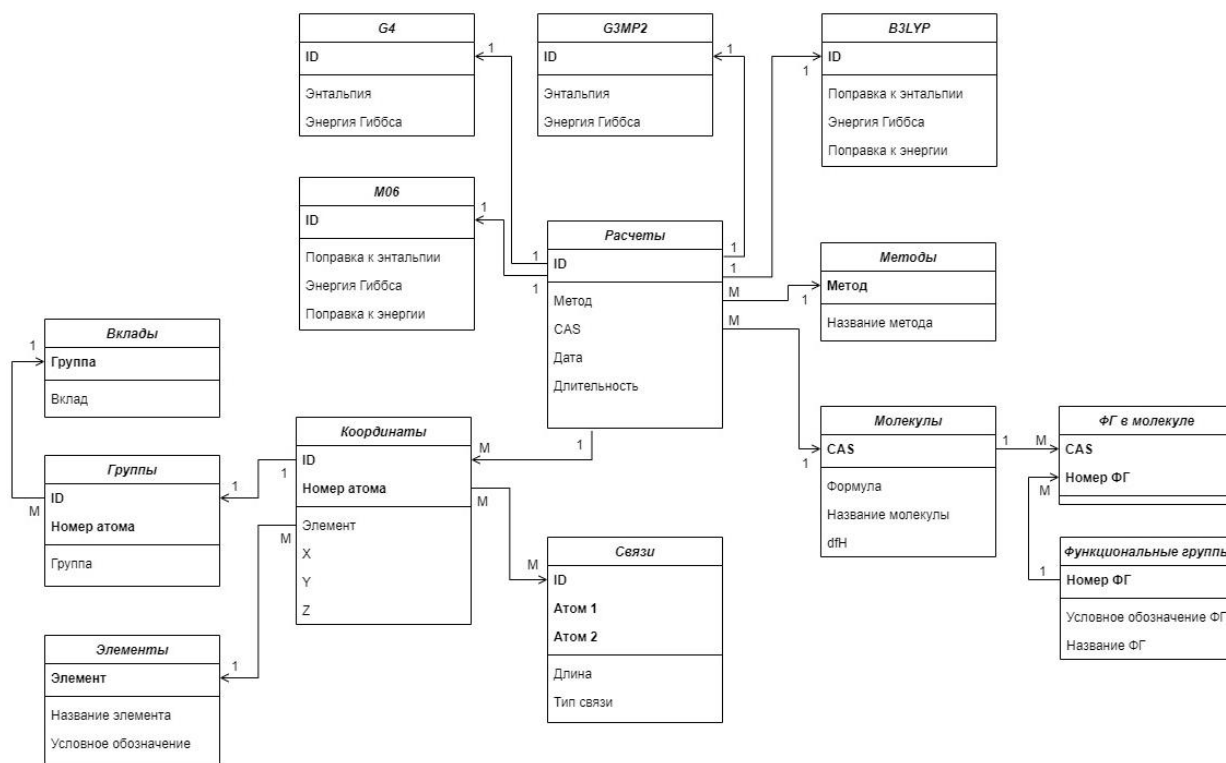 G4
ID
Энтальпия
Энергия Гиббса
1
G3MP2
ID
Энтальпия
Энергия Гиббса
1
B3LYP
ID
Поправка к энтальпии
Энергия Гиббса
Поправка к энергии
1
M06
ID
Поправка к энтальпии
Энергия Гиббса
Поправка к энергии
1
Расчеты
ID
Метод
CAS
Дата
Длительность
1
1
1
1
M
M
1
Методы
Метод
Название метода
1
Вклады
Группа
Вклад
1
Группы
ID
Номер атома
Группа
M
1
Координаты
ID
Номер атома
Элемент
X
Y
Z
M
1
M
M
Молекулы
CAS
Формула
Название молекулы
dfH
1
1
ФГ в молекуле
CAS
Номер ФГ
M
M
Связи
ID
Атом 1
Атом 2
Длина
Тип связи
M
Функциональные группы
Номер ФГ
Условное обозначение ФГ
Название ФГ
1
Элементы
Элемент
Название элемента
Условное обозначение
1